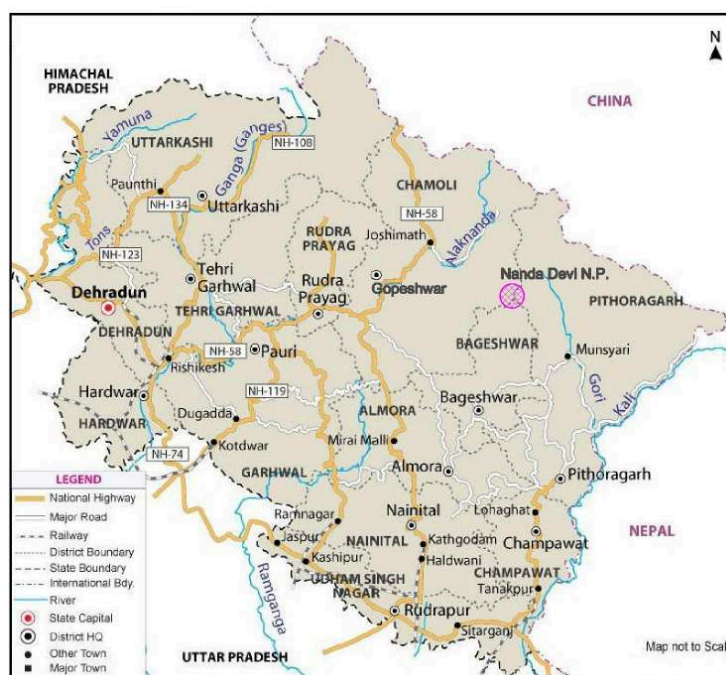 N
HIMACHAL
PRADESH
CHINA
Yamuna
UTTARKASHI
Ganga (Ganges)
NH-108
Paunthi
NH-134
Uttarkashi
CHAMOLI
NH-58
Tons
NH-123
RUDRA
PRAYAG
Joshimath
Alaknanda
Tehri
Garhwal
Rudra
Prayag
Gopeshwar
Nanda Devi N.P.
PITHORAGARH
Dehradun
TEHRI GARHWAL
DEHRADUN
BAGESHWAR
NH-58
Pauri
Munsyari
Rishikesh
Hardwar
HARDWAR
NH-119
Dugadda
ALMORA
Bageshwar
Gori
Kali
Kotdwar
Mirai Malli
NH-74
GARHWAL
Almora
Pithoragarh
LEGEND
National Highway
Major Road
Railway
District Boundary
State Boundary
International Bdy.
River
State Capital
District HQ
Other Town
Major Town
Ramnagar
Nainital
Lohaghat
NEPAL
Jaspur
NAINITAL
Kathgodam
Champawat
Kashipur
Haldwani
Ramganga
UDHAM SINGH
NAGAR
CHAMPAWAT
Tanakpur
Rudrapur
Sitarganj
UTTAR PRADESH
Map not to Scal